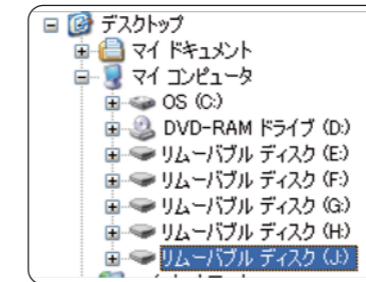 デスクトップ
マイ ドキュメント
マイ コンピュータ
OS (C:)
DVD-RAM ドライブ (D:)
リムーバブル ディスク (E:)
リムーバブル ディスク (F:)
リムーバブル ディスク (G:)
リムーバブル ディスク (H:)
リムーバブル ディスク (J:)